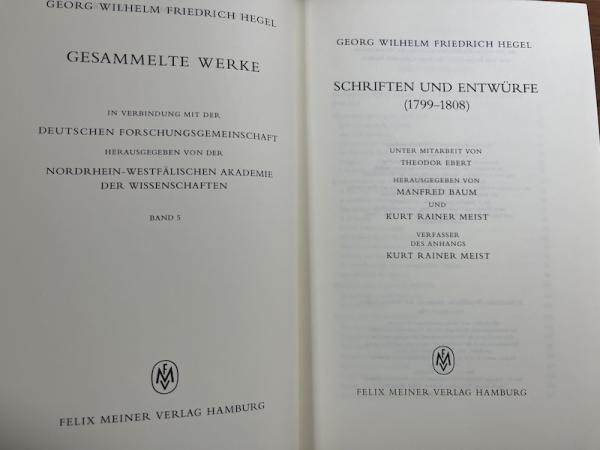 GEORG WILHELM FRIEDRICH HEGEL
GESAMMELTE WERKE
IN VERBINDUNG MIT DER
DEUTSCHEN FORSCHUNGSGEMEINSCHAFT
HERAUSGEGEBEN VON DER
NORDRHEIN-WESTFÄLISCHEN AKADEMIE
DER WISSENSCHAFTEN
BAND 5
FELIX MEINER VERLAG HAMBURG
GEORG WILHELM FRIEDRICH HEGEL
SCHRIFTEN UND ENTWÜRFE
(1799–1808)
UNTER MITARBEIT VON
THEODOR EBERT
HERAUSGEGEBEN VON
MANFRED BAUM
UND
KURT RAINER MEIST
VERFASSER
DES ANHANGS
KURT RAINER MEIST
FELIX MEINER VERLAG HAMBURG